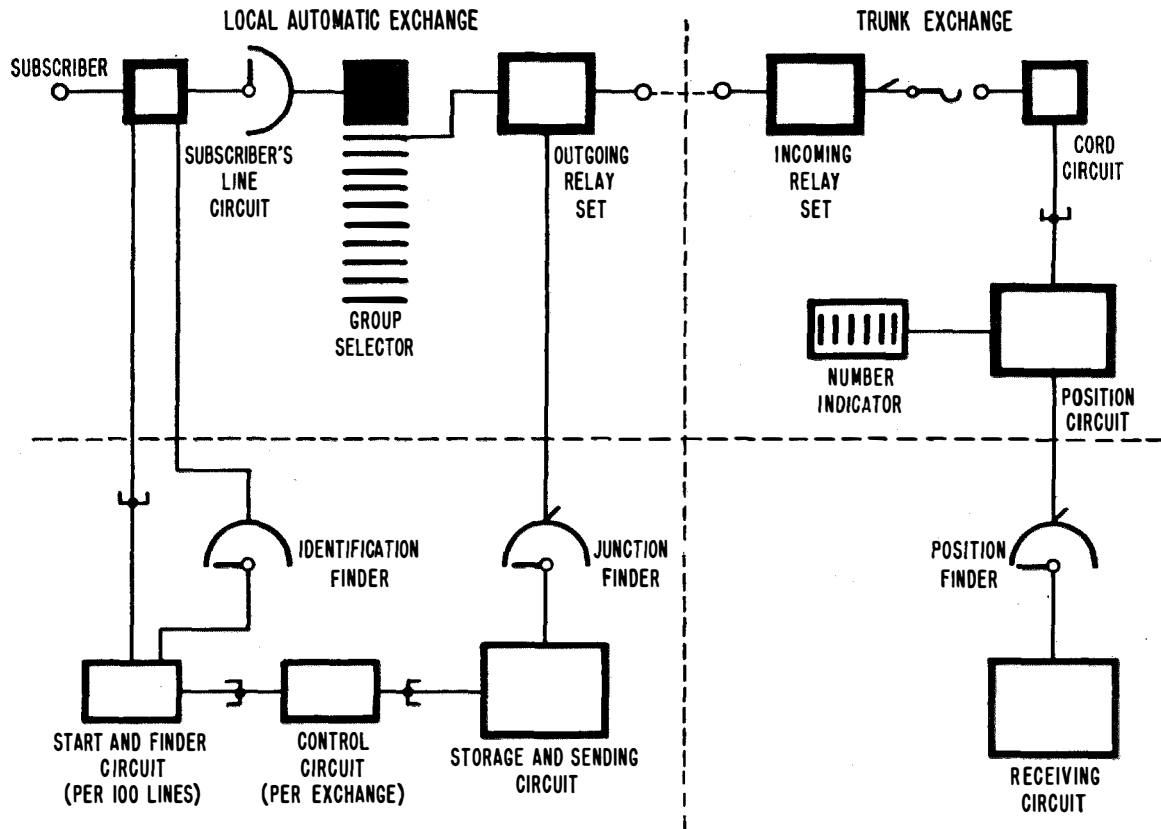 LOCAL AUTOMATIC EXCHANGE
TRUNK EXCHANGE
SUBSCRIBER
SUBSCRIBER'S
LINE
CIRCUIT
GROUP
SELECTOR
OUTGOING
RELAY
SET
INCOMING
RELAY
SET
CORD
CIRCUIT
NUMBER
INDICATOR
POSITION
CIRCUIT
IDENTIFICATION
FINDER
JUNCTION
FINDER
POSITION
FINDER
START AND FINDER
CIRCUIT
(PER 100 LINES)
CONTROL
CIRCUIT
(PER EXCHANGE)
STORAGE AND SENDING
CIRCUIT
RECEIVING
CIRCUIT